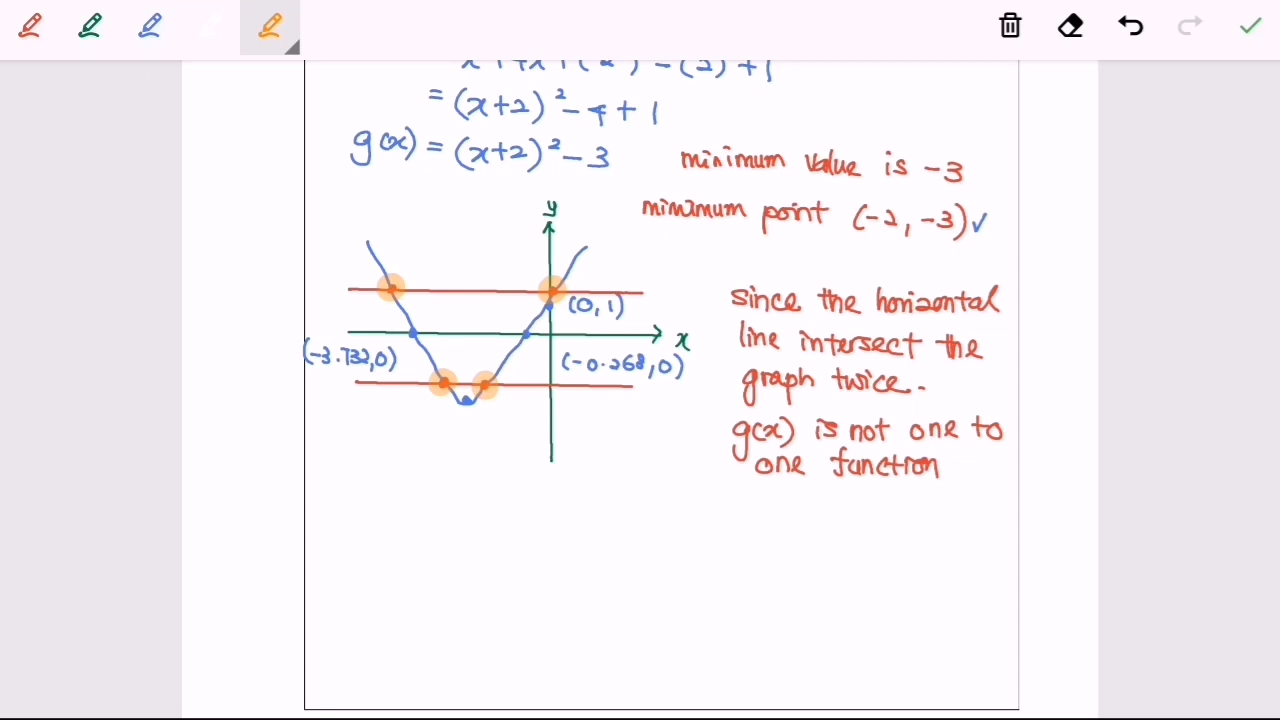 = (x+2)² - 4 + 1
g(x) = (x+2)² - 3
minimum value is -3
minimum point (-2, -3) ✓
y
(0, 1)
x
(-3.732, 0)
(-0.268, 0)
since the horizontal
line intersect the
graph twice.
g(x) is not one to
one function